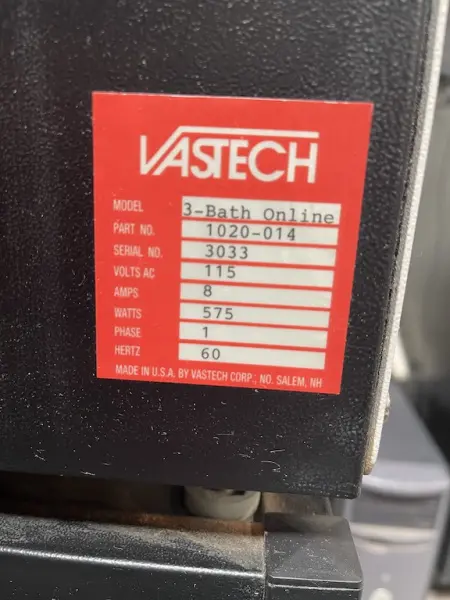 VASTECH
MODEL 3-Bath Online
PART NO. 1020-014
SERIAL NO. 3033
VOLTS AC 115
AMPS 8
WATTS 575
PHASE 1
HERTZ 60
MADE IN U.S.A. BY VASTECH CORP.; NO. SALEM, NH